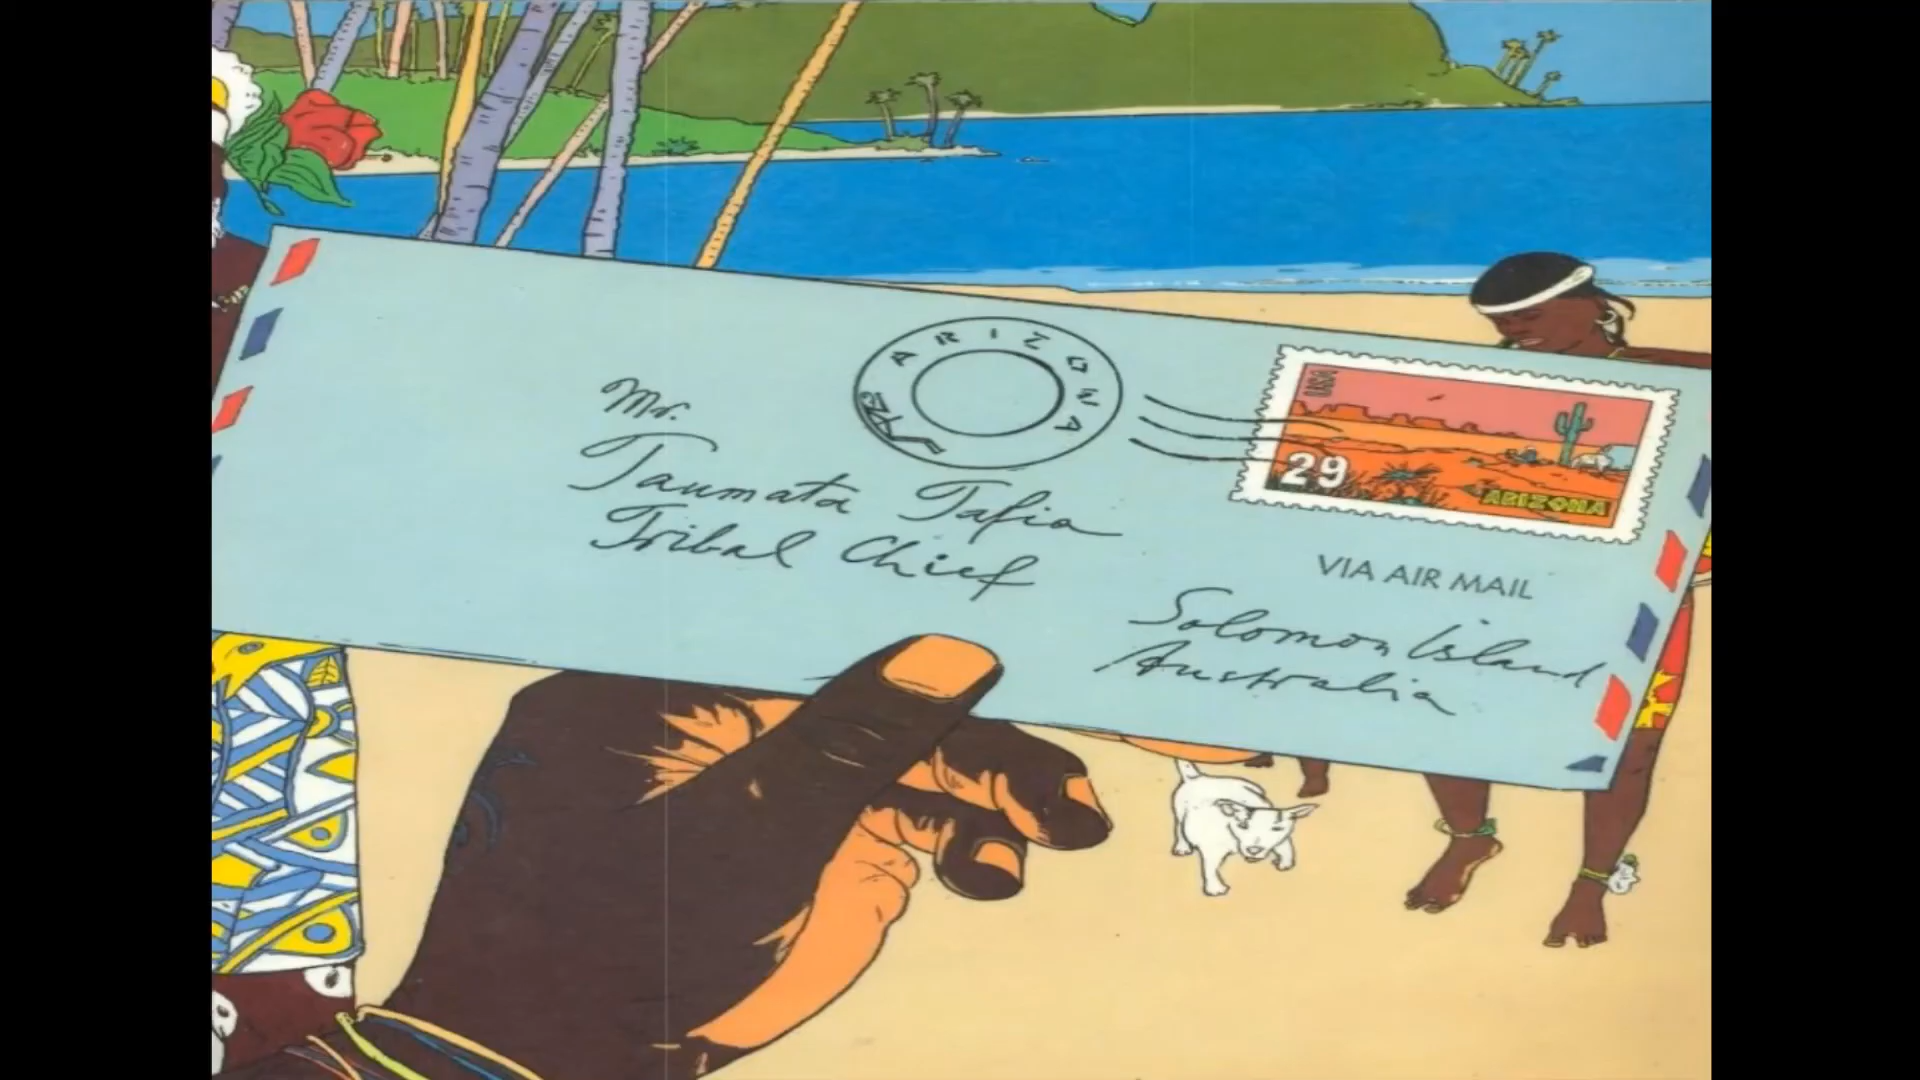 ARIZONA
USA
29
ARIZONA
Mr.
Taumata Tafia
Tribal Chief
VIA AIR MAIL
Solomon Island
Australia